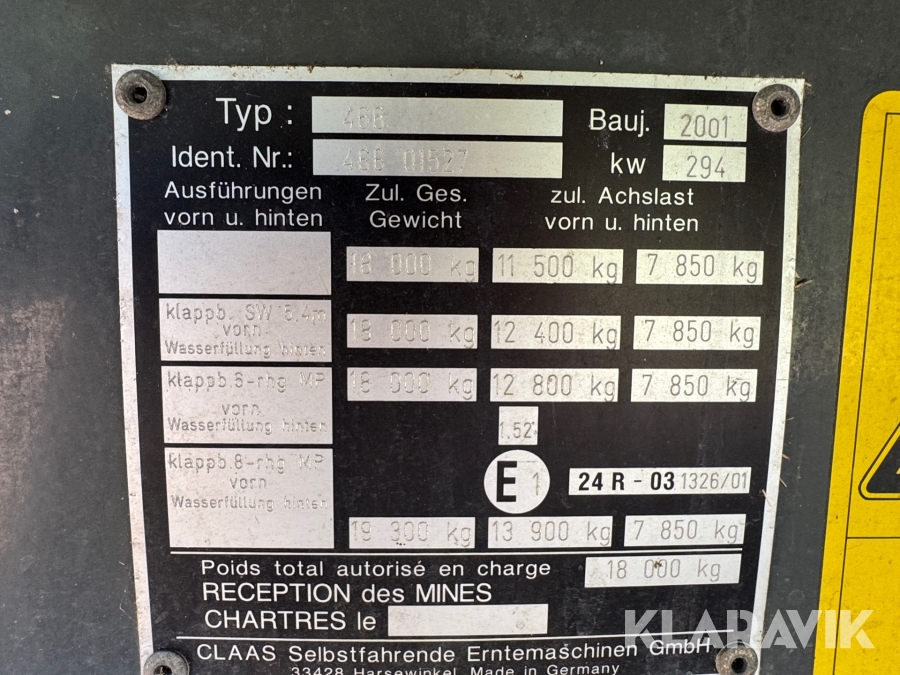 Typ : 466 Bauj. 2001
Ident. Nr.: 466 01527 kw 294
Ausführungen vorn u. hinten
Zul. Ges. Gewicht
zul. Achslast vorn u. hinten
18 000 kg 11 500 kg 7 850 kg
klappb. SW 5,4m
vorn
Wasserfüllung hinten
18 000 kg 12 400 kg 7 850 kg
klappb. 6-rhg MP
vorn
Wasserfüllung hinten
18 000 kg 12 800 kg 7 850 kg
1,52
klappb. 8-rhg MP
vorn
Wasserfüllung hinten
E 1 24 R - 03 1326/01
19 300 kg 13 900 kg 7 850 kg
Poids total autorisé en charge 18 000 kg
RECEPTION des MINES
CHARTRES le
CLAAS Selbstfahrende Erntemaschinen GmbH
33428 Harsewinkel, Made in Germany
KLARAVIK